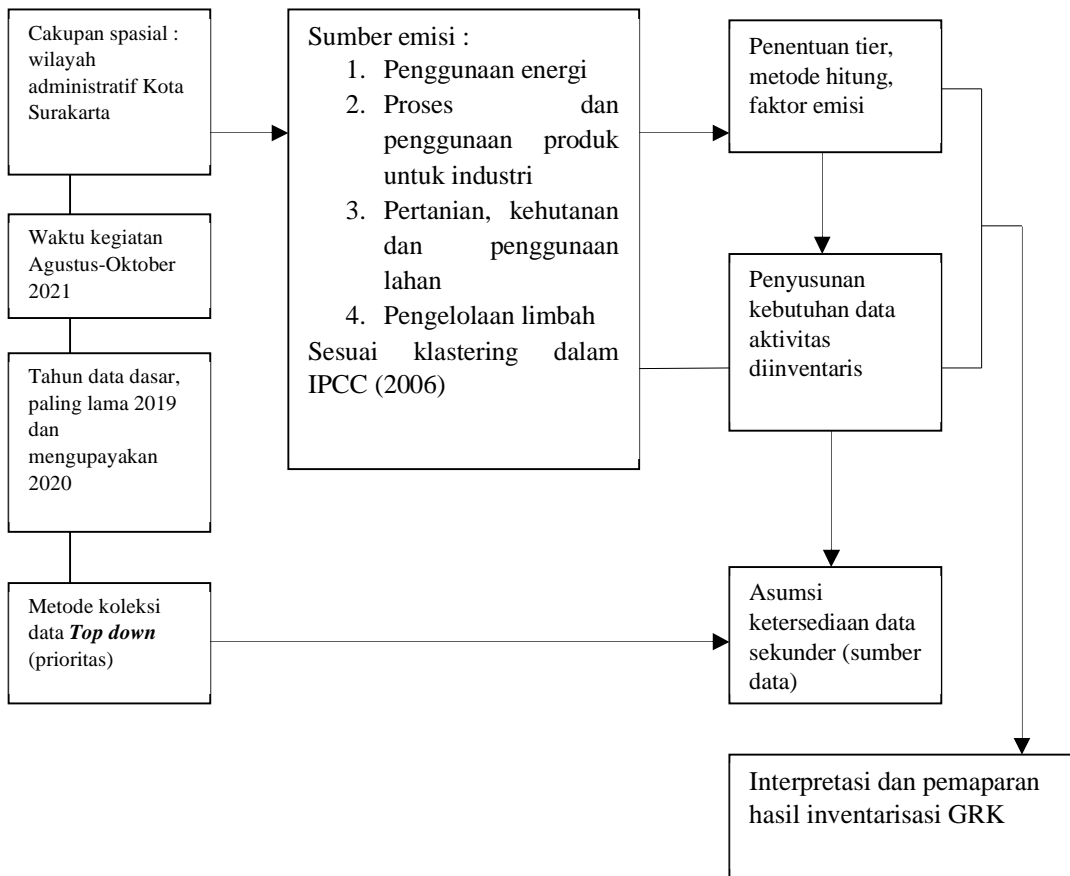 Cakupan spasial :
wilayah
administratif Kota
Surakarta
Waktu kegiatan
Agustus-Oktober
2021
Tahun data dasar,
paling lama 2019
dan
mengupayakan
2020
Metode koleksi
data Top down
(prioritas)
Sumber emisi :
1. Penggunaan energi
2. Proses dan
penggunaan produk
untuk industri
3. Pertanian, kehutanan
dan penggunaan
lahan
4. Pengelolaan limbah
Sesuai klastering dalam
IPCC (2006)
Penentuan tier,
metode hitung,
faktor emisi
Penyusunan
kebutuhan data
aktivitas
diinventaris
Asumsi
ketersediaan data
sekunder (sumber
data)
Interpretasi dan pemaparan
hasil inventarisasi GRK